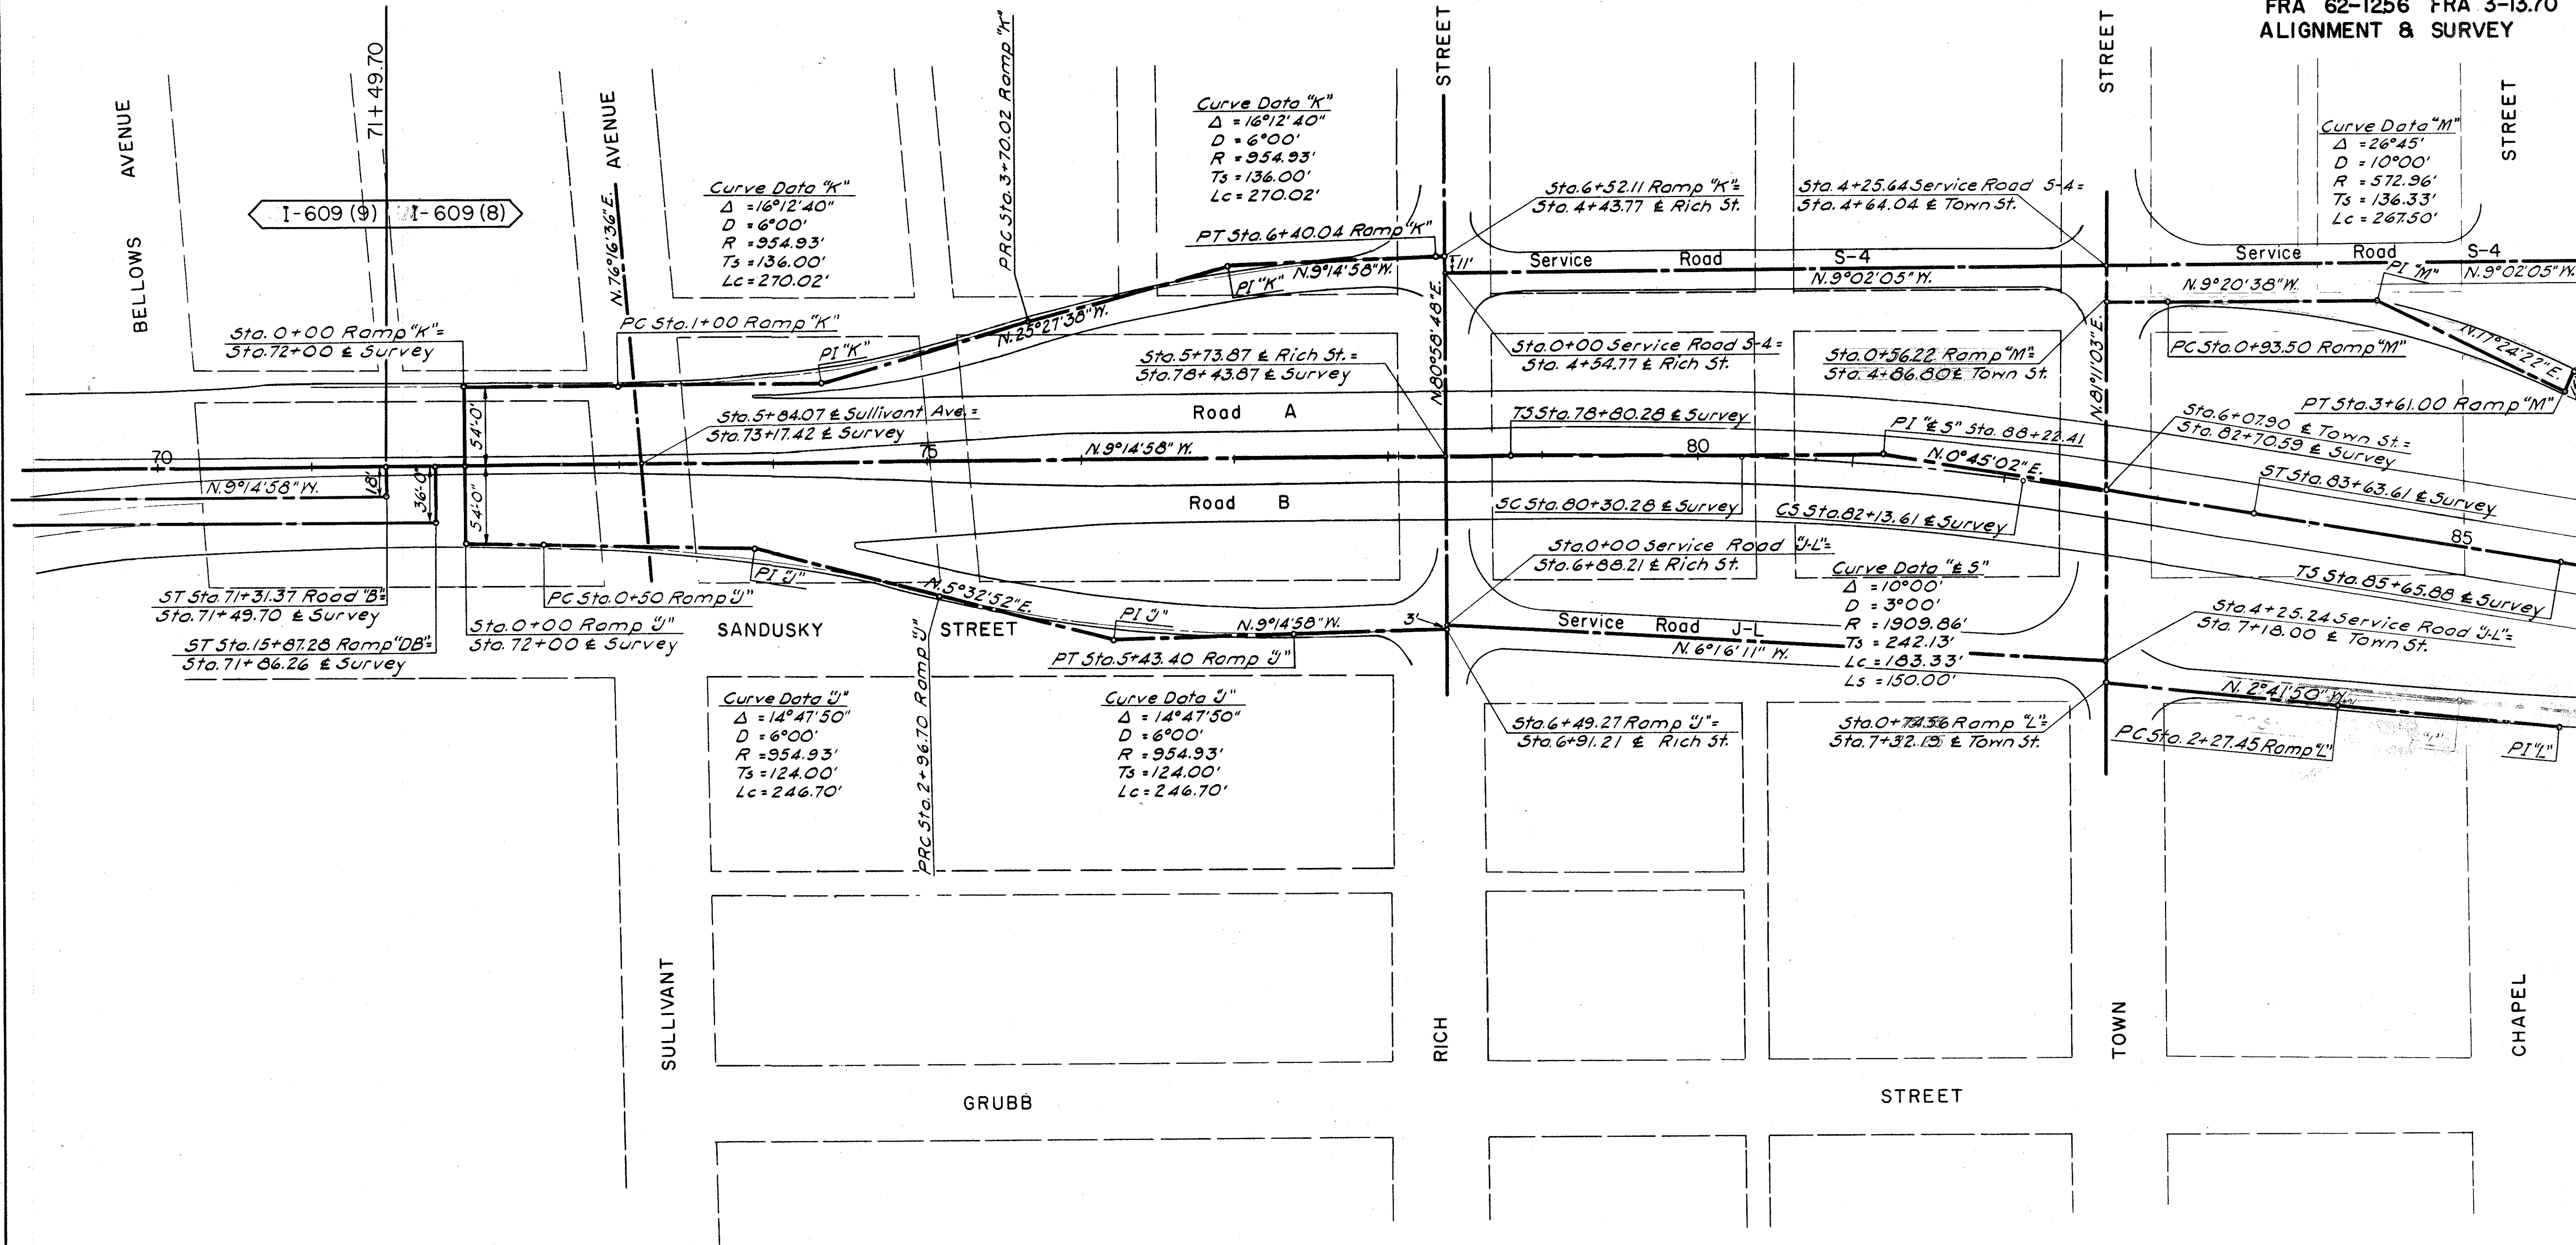 FRA 62-1256 FRA 3-13.70
ALIGNMENT & SURVEY
BELLOWS AVENUE
71+49.70
I-609 (9) I-609 (8)
AVENUE
N.76°16'36"E.
Curve Data "K"
Δ = 16°12'40"
D = 6°00'
R = 954.93'
Ts = 136.00'
Lc = 270.02'
PRC Sta.3+70.02 Ramp "K"
Curve Data "K"
Δ = 16°12'40"
D = 6°00'
R = 954.93'
Ts = 136.00'
Lc = 270.02'
STREET
STREET
STREET
Curve Data "M"
Δ = 26°45'
D = 10°00'
R = 572.96'
Ts = 136.33'
Lc = 267.50'
PT Sta.6+40.04 Ramp "K"
Sta.6+52.11 Ramp "K"=
Sta. 4+43.77 ℄ Rich St.
Sta. 4+25.64 Service Road S-4=
Sta. 4+64.04 ℄ Town St.
PI "K"
N.9°14'58"W.
11'
Service Road S-4
N.9°02'05"W.
Service Road S-4
PI "M"
N.9°02'05"W.
N.9°20'38"W.
N.17°24'22"E.
Sta. 0+00 Ramp "K"=
Sta.72+00 ℄ Survey
PC Sta.1+00 Ramp "K"
PI "K"
N.25°27'38"W.
Sta.5+73.87 ℄ Rich St.=
Sta.78+43.87 ℄ Survey
N.80°58'48"E.
Sta.0+00 Service Road S-4=
Sta. 4+54.77 ℄ Rich St.
Sta.0+56.22 Ramp "M"=
Sta. 4+86.80 ℄ Town St.
N.81°11'03"E.
PC Sta.0+93.50 Ramp "M"
PT Sta.3+61.00 Ramp "M"
54'-0"
Sta.5+84.07 ℄ Sullivant Ave.=
Sta.73+17.42 ℄ Survey
Road A
TS Sta.78+80.28 ℄ Survey
PI "℄ S" Sta. 88+22.41
Sta.6+07.90 ℄ Town St.=
Sta. 82+70.59 ℄ Survey
70
75
N.9°14'58"W.
80
N.0°45'02"E.
ST Sta. 83+63.61 ℄ Survey
N.9°14'58"W.
18'
36'-0"
54'-0"
Road B
SC Sta.80+30.28 ℄ Survey
CS Sta.82+13.61 ℄ Survey
85
TS Sta.85+65.88 ℄ Survey
ST Sta.71+31.37 Road "B"=
Sta.71+49.70 ℄ Survey
ST Sta.15+87.28 Ramp "DB"=
Sta.71+86.26 ℄ Survey
PI "J"
PC Sta.0+50 Ramp "J"
Sta.0+00 Ramp "J"
Sta. 72+00 ℄ Survey
SANDUSKY STREET
N.5°32'52"E.
PI "J"
N.9°14'58"W.
PT Sta.5+43.40 Ramp "J"
3'
Sta.0+00 Service Road "J-L"=
Sta.6+88.21 ℄ Rich St.
Curve Data "℄ S"
Δ = 10°00'
D = 3°00'
R = 1909.86'
Ts = 242.13'
Lc = 183.33'
Ls = 150.00'
Service Road J-L
N. 6°16'11" W.
Sta.4+25.24 Service Road "J-L"=
Sta. 7+18.00 ℄ Town St.
Curve Data "J"
Δ = 14°47'50"
D = 6°00'
R = 954.93'
Ts = 124.00'
Lc = 246.70'
PRC Sta.2+96.70 Ramp "J"
Curve Data "J"
Δ = 14°47'50"
D = 6°00'
R = 954.93'
Ts = 124.00'
Lc = 246.70'
Sta.6+49.27 Ramp "J"=
Sta.6+91.21 ℄ Rich St.
Ramp "L"=
Sta.7+32.19 ℄ Town St.
N. 2°41'50" W.
PC Sta. 2+27.45 Ramp "L"
PI "L"
SULLIVANT
RICH
TOWN
CHAPEL
GRUBB STREET